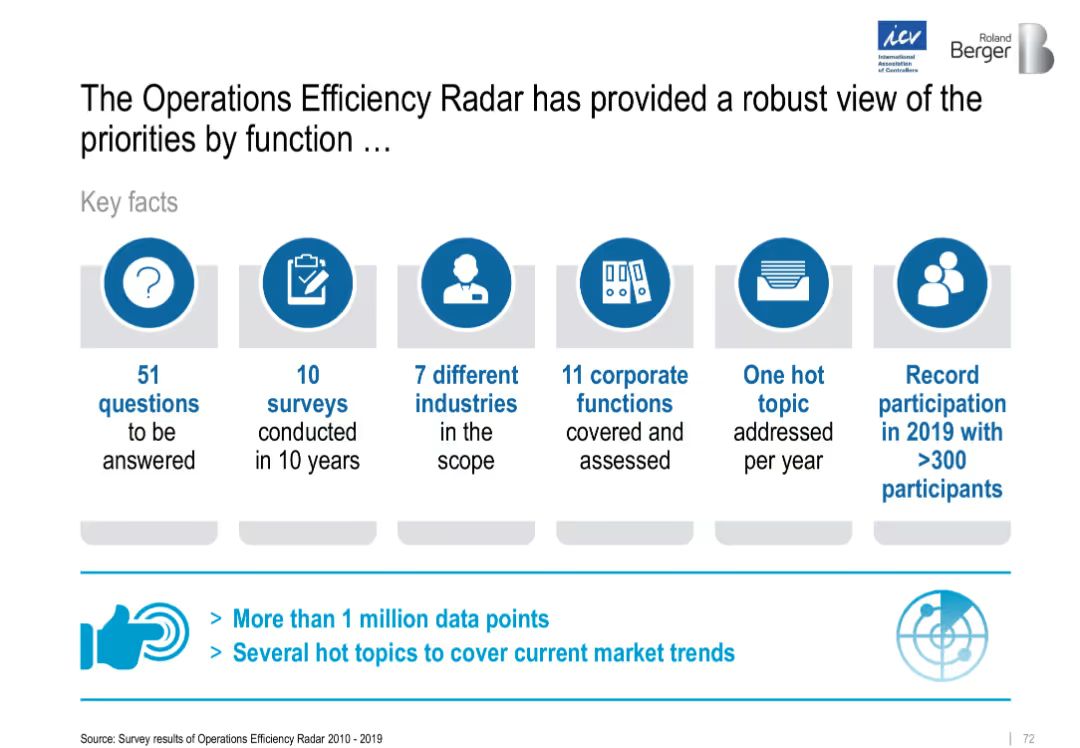 icv
International
Association
of Controllers
Roland
Berger
B
The Operations Efficiency Radar has provided a robust view of the
priorities by function …
Key facts
?
51
questions
to be
answered
10
surveys
conducted
in 10 years
7 different
industries
in the
scope
11 corporate
functions
covered and
assessed
One hot
topic
addressed
per year
Record
participation
in 2019 with
>300
participants
> More than 1 million data points
> Several hot topics to cover current market trends
Source: Survey results of Operations Efficiency Radar 2010 - 2019
72